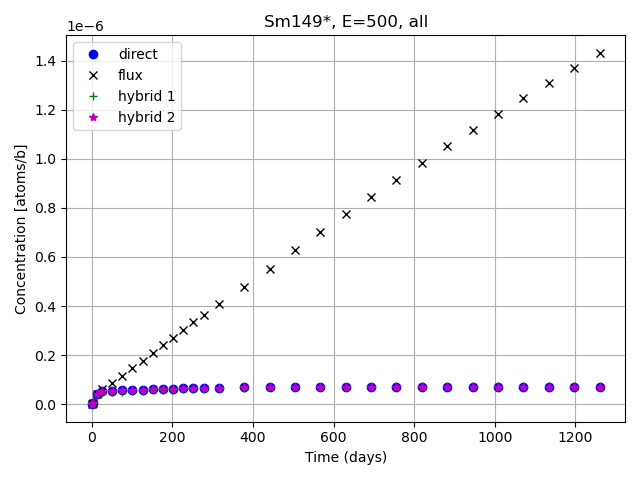 Sm149*, E=500, all
1e−6
direct
flux
hybrid 1
hybrid 2
1.4
1.2
1.0
0.8
0.6
0.4
0.2
0.0
Concentration [atoms/b]
0 200 400 600 800 1000 1200
Time (days)